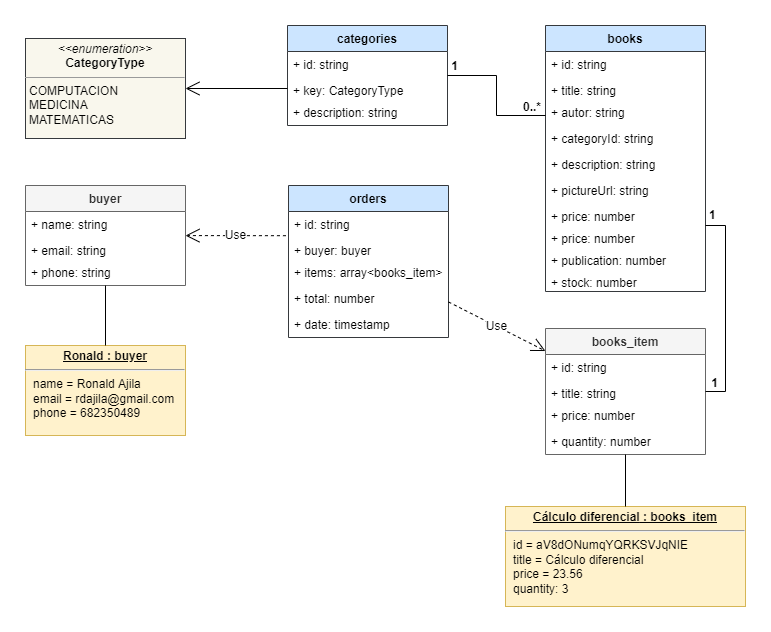 <<enumeration>>
CategoryType
COMPUTACION
MEDICINA
MATEMATICAS
categories
+ id: string
+ key: CategoryType
+ description: string
1
0..*
books
+ id: string
+ title: string
+ autor: string
+ categoryId: string
+ description: string
+ pictureUrl: string
+ price: number
+ price: number
+ publication: number
+ stock: number
1
buyer
+ name: string
+ email: string
+ phone: string
Use
orders
+ id: string
+ buyer: buyer
+ items: array<books_item>
+ total: number
+ date: timestamp
Use
books_item
+ id: string
+ title: string
+ price: number
+ quantity: number
1
Ronald : buyer
name = Ronald Ajila
email = rdajila@gmail.com
phone = 682350489
Cálculo diferencial : books_item
id = aV8dONumqYQRKSVJqNIE
title = Cálculo diferencial
price = 23.56
quantity: 3